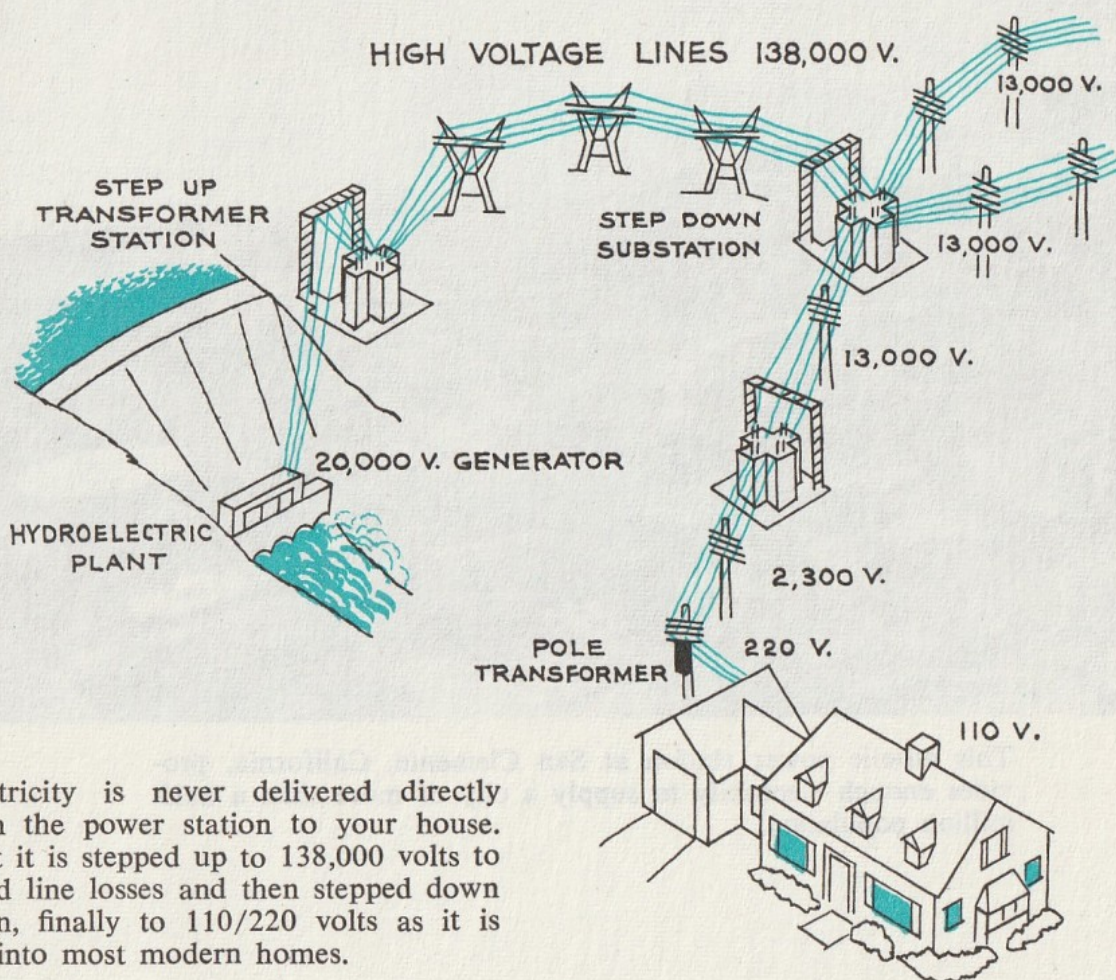 HIGH VOLTAGE LINES 138,000 V.
13,000 V.
STEP UP
TRANSFORMER
STATION
STEP DOWN
SUBSTATION
13,000 V.
13,000 V.
20,000 V. GENERATOR
HYDROELECTRIC
PLANT
2,300 V.
POLE
TRANSFORMER
220 V.
110 V.
tricity is never delivered directly
the power station to your house.
it is stepped up to 138,000 volts to
line losses and then stepped down
finally to 110/220 volts as it is
into most modern homes.